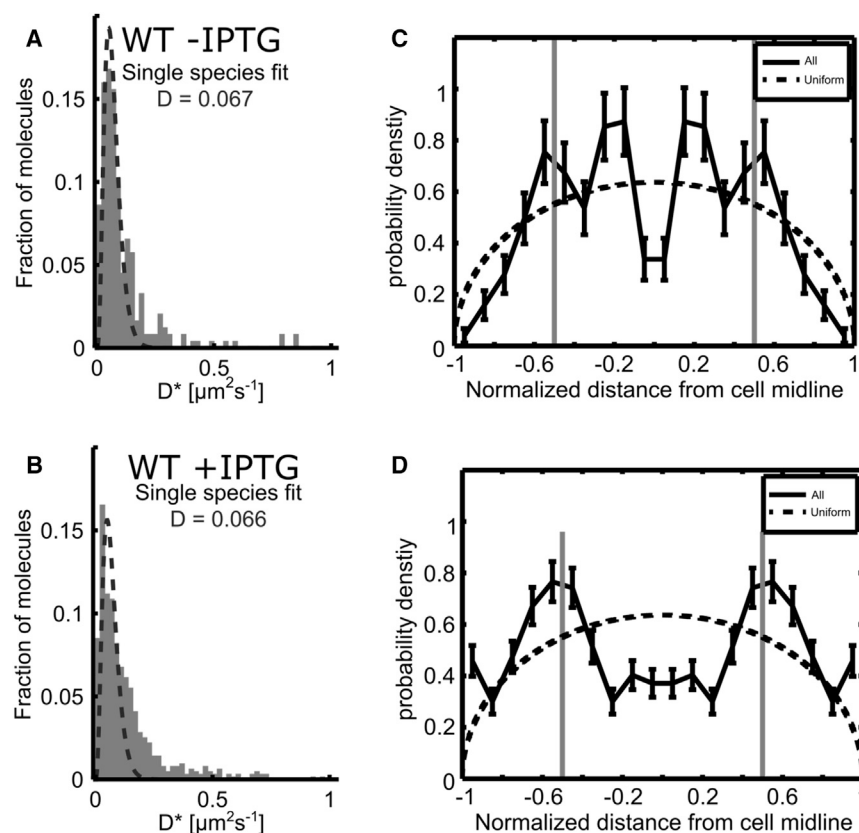 A
WT -IPTG
Single species fit
D = 0.067
Fraction of molecules
0.15
0.1
0.05
0
0
0.5
1
D* [µm²s⁻¹]
C
All
Uniform
probability denstiy
1
0.8
0.6
0.4
0.2
0
-1
-0.6
-0.2
0.2
0.6
1
Normalized distance from cell midline
B
WT +IPTG
Single species fit
D = 0.066
Fraction of molecules
0.15
0.1
0.05
0
0
0.5
1
D* [µm²s⁻¹]
D
All
Uniform
probability denstiy
1
0.8
0.6
0.4
0.2
0
-1
-0.6
-0.2
0.2
0.6
1
Normalized distance from cell midline